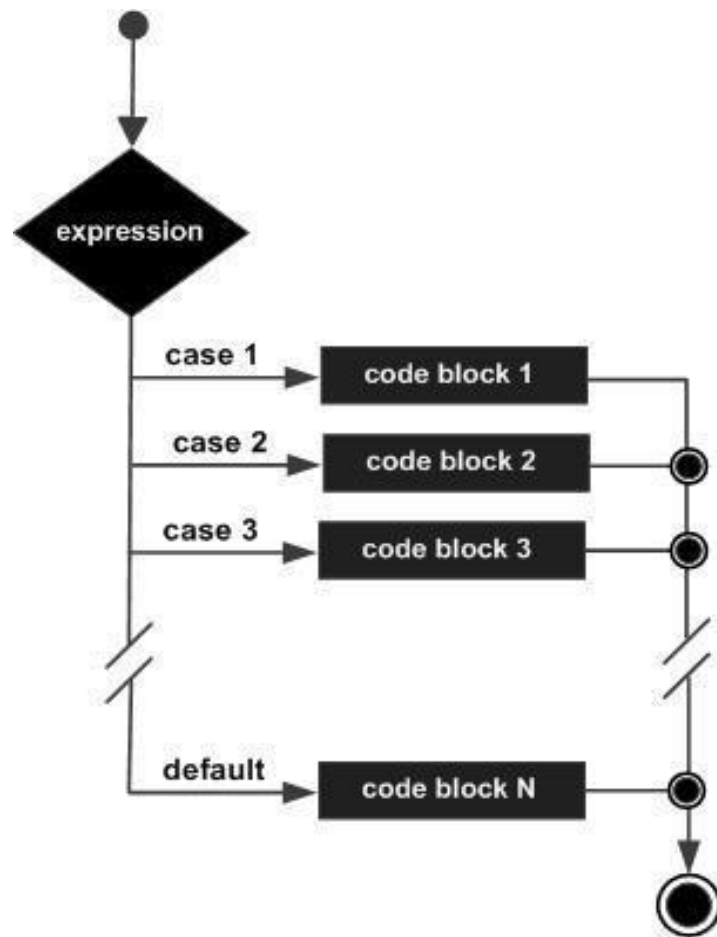 expression
case 1
code block 1
case 2
code block 2
case 3
code block 3
default
code block N